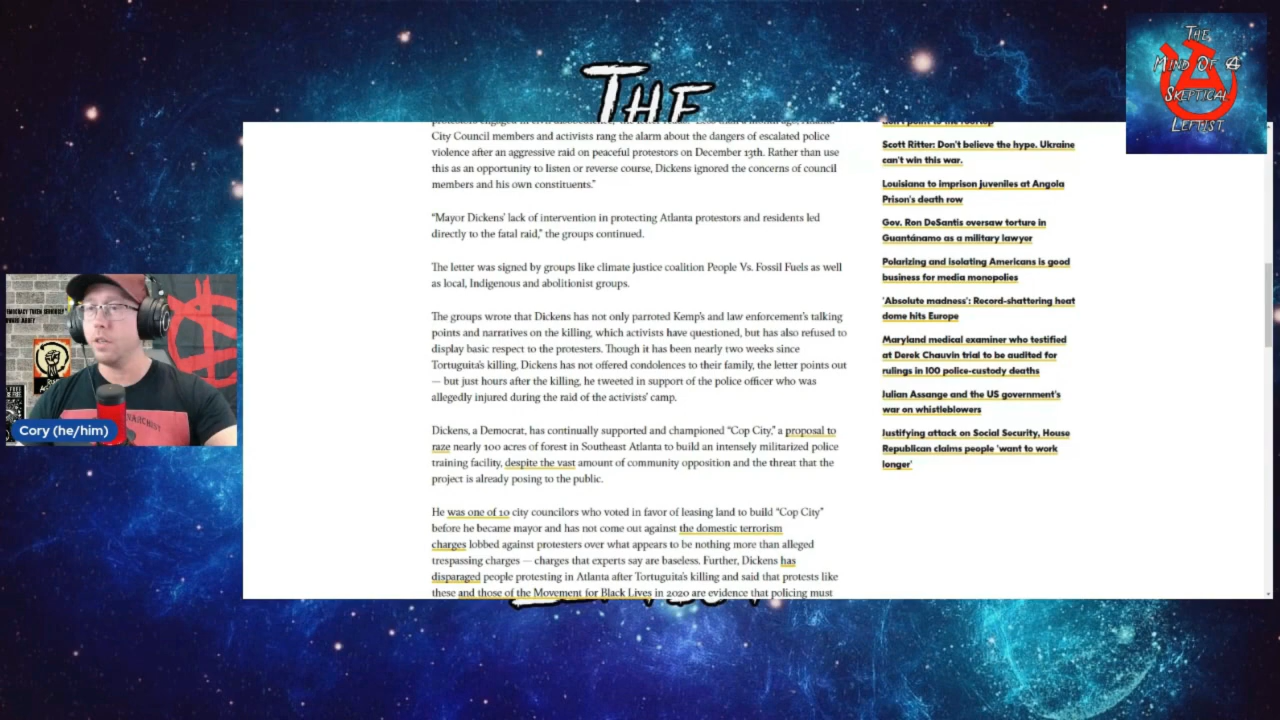 THE
THE
MIND OF A
SKEPTICAL
LEFTIST
City Council members and activists rang the alarm about the dangers of escalated police
violence after an aggressive raid on peaceful protestors on December 13th. Rather than use
this as an opportunity to listen or reverse course, Dickens ignored the concerns of council
members and his own constituents."
"Mayor Dickens' lack of intervention in protecting Atlanta protestors and residents led
directly to the fatal raid," the groups continued.
The letter was signed by groups like climate justice coalition People Vs. Fossil Fuels as well
as local, Indigenous and abolitionist groups.
The groups wrote that Dickens has not only parroted Kemp's and law enforcement's talking
points and narratives on the killing, which activists have questioned, but has also refused to
display basic respect to the protesters. Though it has been nearly two weeks since
Tortuguita's killing, Dickens has not offered condolences to their family, the letter points out
— but just hours after the killing, he tweeted in support of the police officer who was
allegedly injured during the raid of the activists' camp.
Dickens, a Democrat, has continually supported and championed "Cop City," a proposal to
raze nearly 100 acres of forest in Southeast Atlanta to build an intensely militarized police
training facility, despite the vast amount of community opposition and the threat that the
project is already posing to the public.
He was one of 10 city councilors who voted in favor of leasing land to build "Cop City"
before he became mayor and has not come out against the domestic terrorism
charges lobbed against protesters over what appears to be nothing more than alleged
trespassing charges — charges that experts say are baseless. Further, Dickens has
disparaged people protesting in Atlanta after Tortuguita's killing and said that protests like
these and those of the Movement for Black Lives in 2020 are evidence that policing must
Scott Ritter: Don't believe the hype. Ukraine
can't win this war.
Louisiana to imprison juveniles at Angola
Prison's death row
Gov. Ron DeSantis oversaw torture in
Guantánamo as a military lawyer
Polarizing and isolating Americans is good
business for media monopolies
'Absolute madness': Record-shattering heat
dome hits Europe
Maryland medical examiner who testified
at Derek Chauvin trial to be audited for
rulings in 100 police-custody deaths
Julian Assange and the US government's
war on whistleblowers
Justifying attack on Social Security, House
Republican claims people 'want to work
longer'
Cory (he/him)